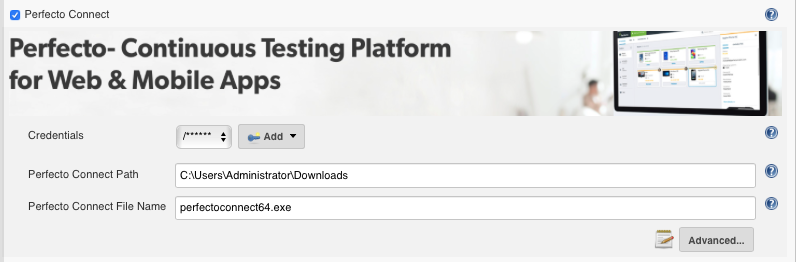 Perfecto Connect
Perfecto- Continuous Testing Platform
for Web & Mobile Apps
Credentials
/******
Add
Perfecto Connect Path
C:\Users\Administrator\Downloads
Perfecto Connect File Name
perfectoconnect64.exe
Advanced...